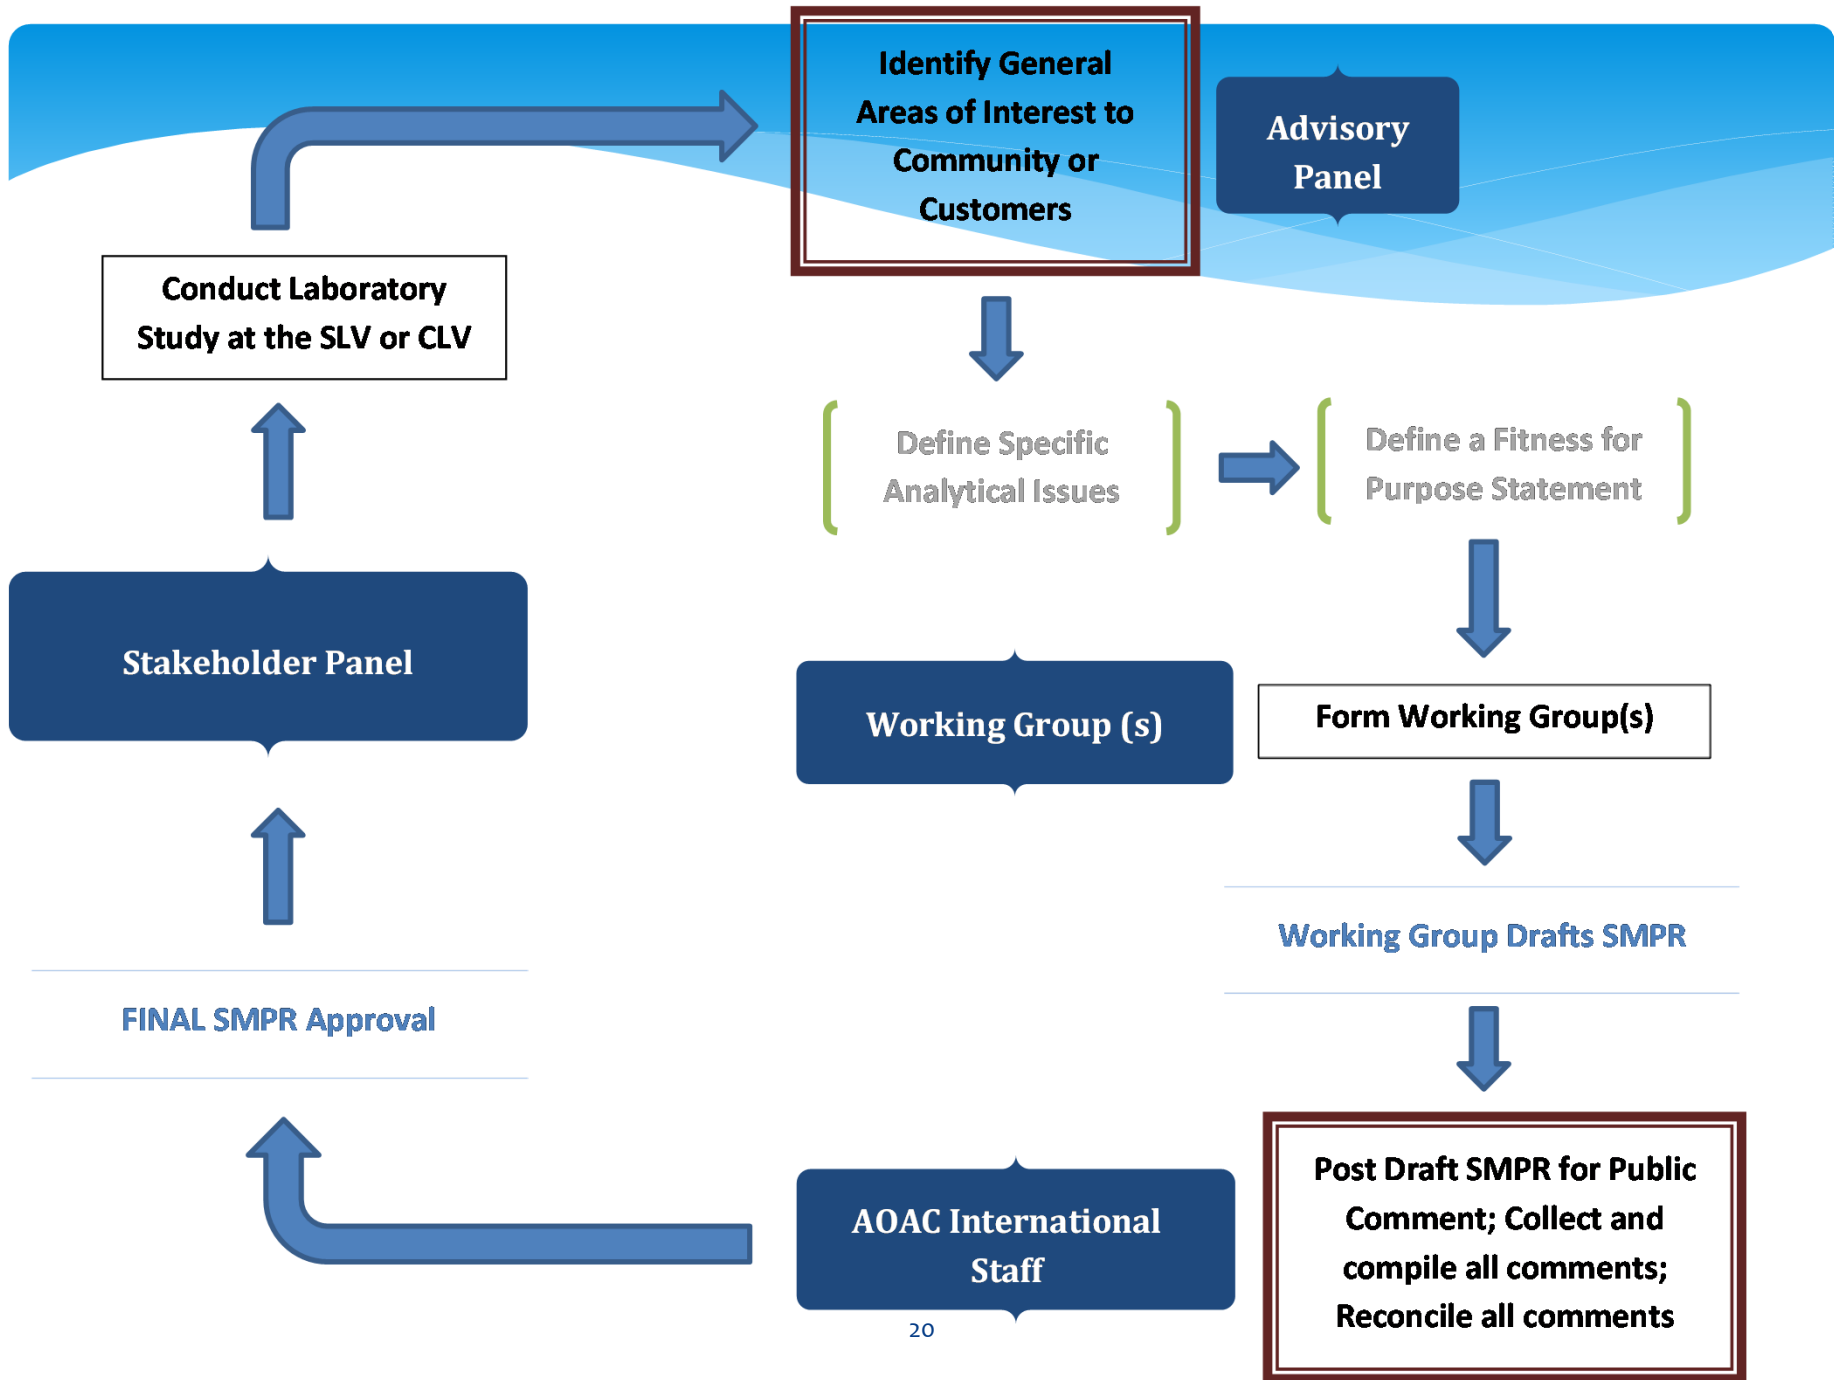 Identify General
Areas of Interest to
Community or
Customers
Advisory
Panel
Conduct Laboratory
Study at the SLV or CLV
Define Specific
Analytical Issues
Define a Fitness for
Purpose Statement
Stakeholder Panel
Working Group (s)
Form Working Group(s)
Working Group Drafts SMPR
FINAL SMPR Approval
AOAC International
Staff
Post Draft SMPR for Public
Comment; Collect and
compile all comments;
Reconcile all comments
20